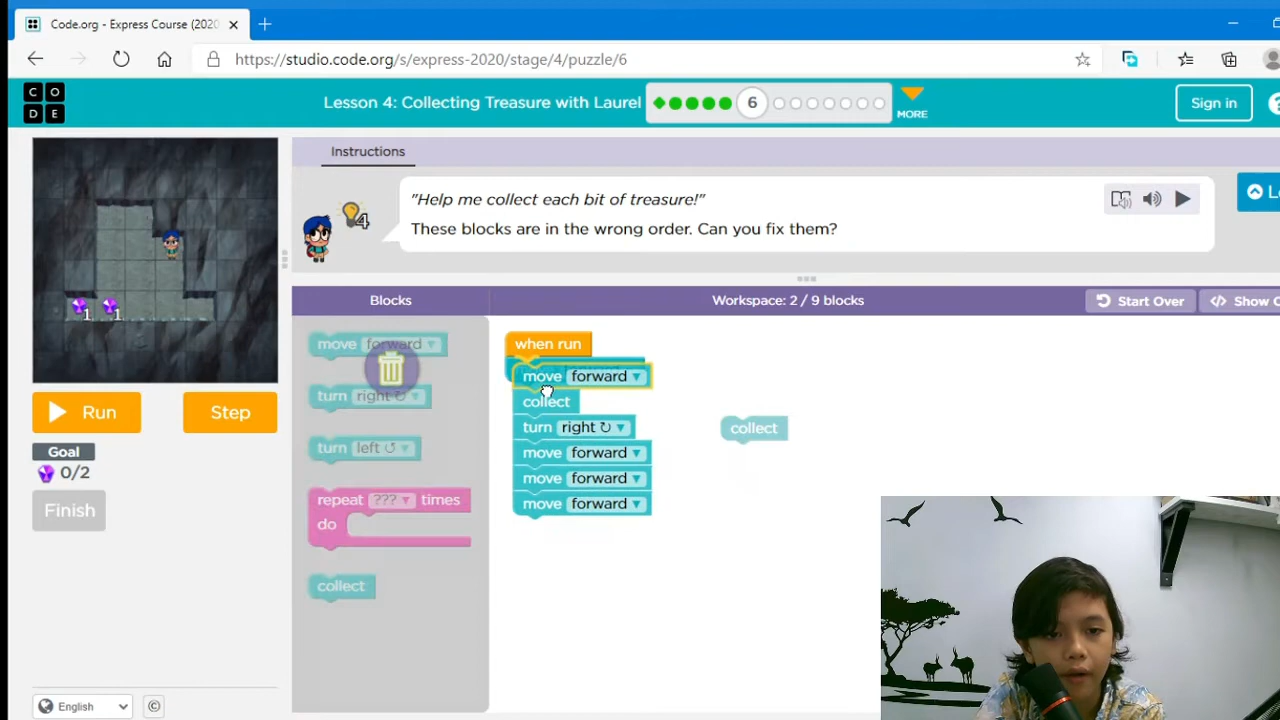 Code.org - Express Course (2020
https://studio.code.org/s/express-2020/stage/4/puzzle/6
C O
D E
Lesson 4: Collecting Treasure with Laurel
6
MORE
Sign in
?
Instructions
4
"Help me collect each bit of treasure!"
These blocks are in the wrong order. Can you fix them?
Blocks
Workspace: 2 / 9 blocks
Start Over
</> Show
1
1
Run
Step
Goal
0/2
Finish
move forward
turn right
turn left
repeat ??? times
do
collect
when run
move forward
collect
turn right
move forward
move forward
move forward
collect
English
©